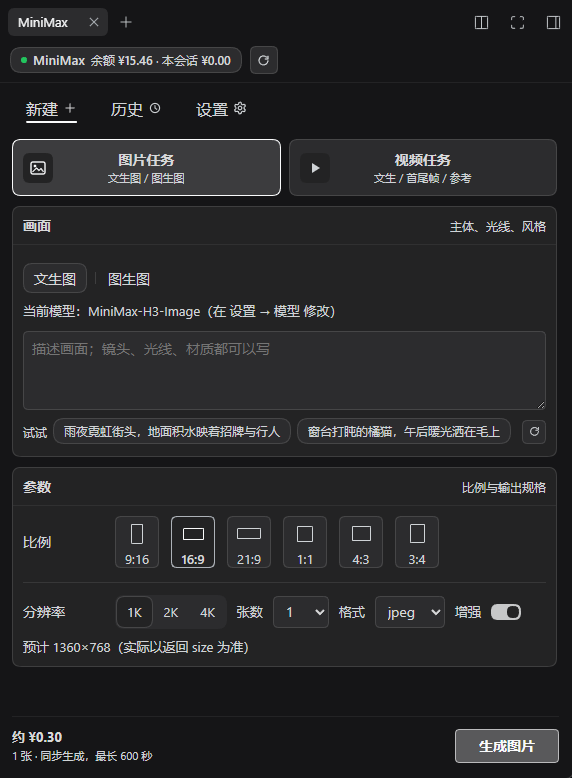 MiniMax
MiniMax 余额 ¥15.46 · 本会话 ¥0.00
新建 历史 设置
图片任务
文生图 / 图生图
视频任务
文生 / 首尾帧 / 参考
画面 主体、光线、风格
文生图 图生图
当前模型：MiniMax-H3-Image（在 设置 → 模型 修改）
描述画面；镜头、光线、材质都可以写
试试 雨夜霓虹街头，地面积水映着招牌与行人 窗台打盹的橘猫，午后暖光洒在毛上
参数 比例与输出规格
比例 9:16 16:9 21:9 1:1 4:3 3:4
分辨率 1K 2K 4K 张数 1 格式 jpeg 增强
预计 1360×768（实际以返回 size 为准）
约 ¥0.30
1 张 · 同步生成，最长 600 秒
生成图片